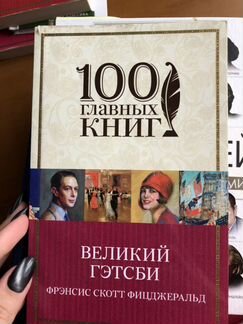 100
ГЛАВНЫХ
КНИГ
ВЕЛИКИЙ
ГЭТСБИ
ФРЭНСИС СКОТТ ФИЦДЖЕРАЛЬД